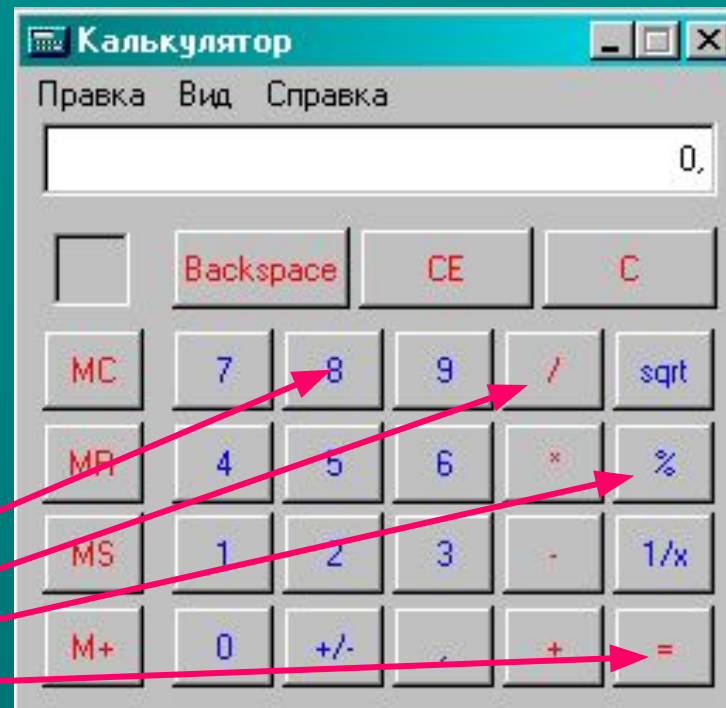 Калькулятор
Правка Вид Справка
0,
Backspace CE C
MC 7 8 9 / sqrt
MR 4 5 6 * %
MS 1 2 3 - 1/x
M+ 0 +/- , + =